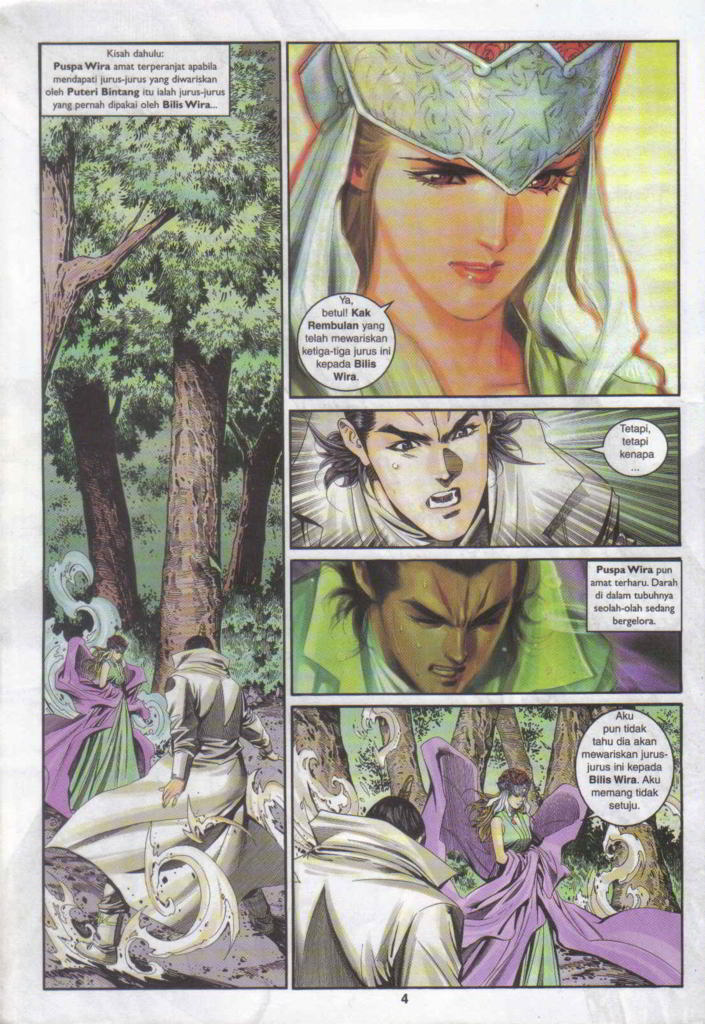 Kisah dahulu:
Puspa Wira amat terperanjat apabila
mendapati jurus-jurus yang diwariskan
oleh Puteri Bintang itu ialah jurus-jurus
yang pernah dipakai oleh Bilis Wira...
Ya,
betul! Kak
Rembulan yang
telah mewariskan
ketiga-tiga jurus ini
kepada Bilis
Wira.
Tetapi,
tetapi
kenapa
...
Puspa Wira pun
amat terharu. Darah
di dalam tubuhnya
seolah-olah sedang
bergelora.
Aku
pun tidak
tahu dia akan
mewariskan jurus-
jurus ini kepada
Bilis Wira. Aku
memang tidak
setuju.
4